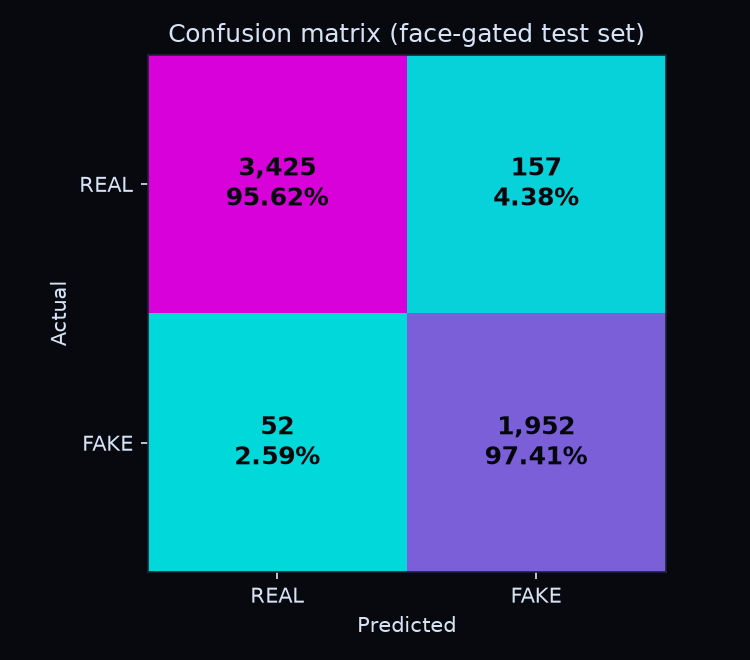 Confusion matrix (face-gated test set)
REAL
3,425
95.62%
157
4.38%
Actual
FAKE
52
2.59%
1,952
97.41%
REAL
FAKE
Predicted